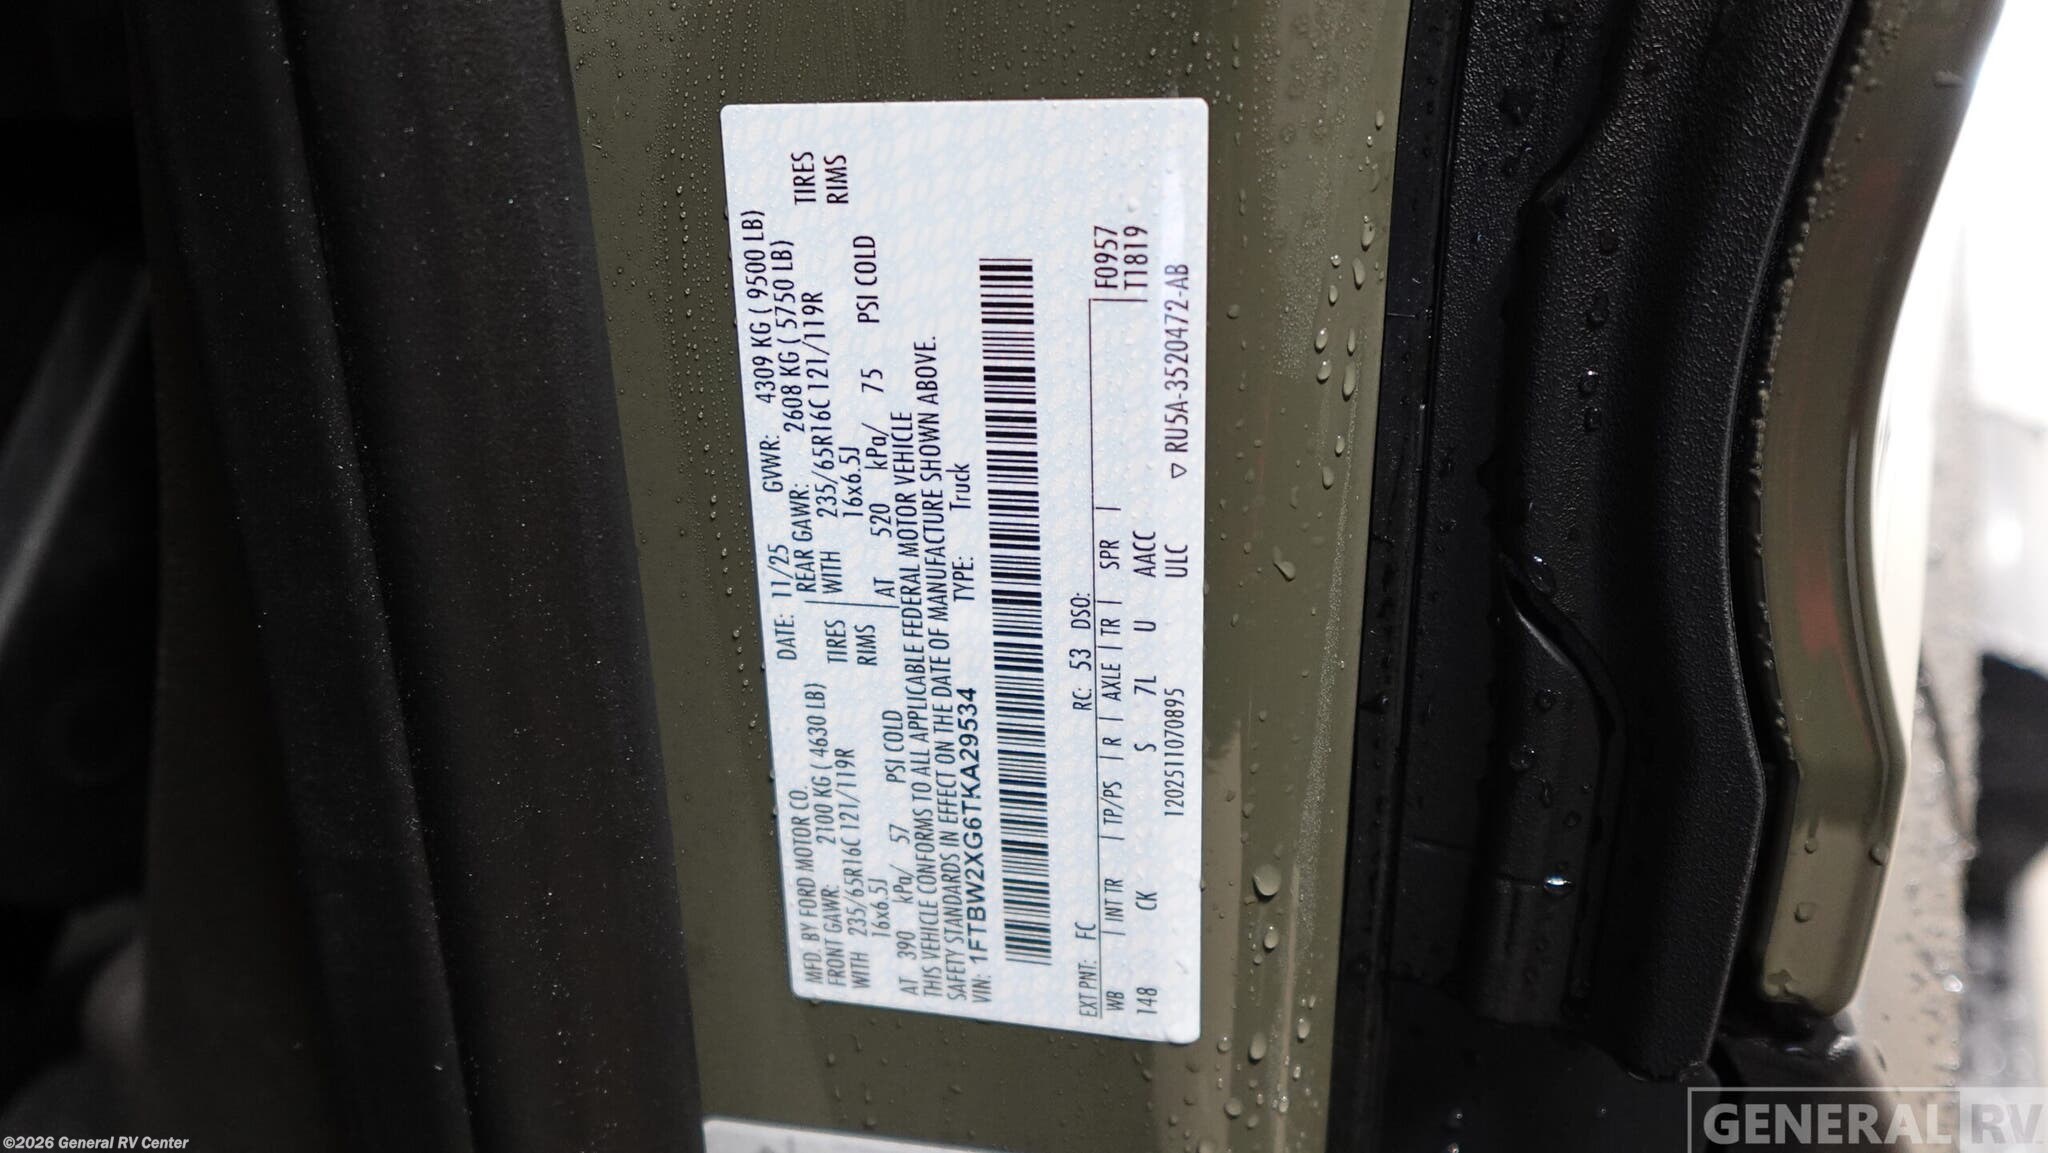 MFD. BY FORD MOTOR CO. DATE: 11/25 GVWR: 4309 KG ( 9500 LB)
FRONT GAWR: 2100 KG ( 4630 LB) REAR GAWR: 2608 KG ( 5750 LB)
WITH 235/65R16C 121/119R TIRES WITH 235/65R16C 121/119R TIRES
16x6.5J RIMS 16x6.5J RIMS
AT 390 kPa/ 57 PSI COLD AT 520 kPa/ 75 PSI COLD
THIS VEHICLE CONFORMS TO ALL APPLICABLE FEDERAL MOTOR VEHICLE
SAFETY STANDARDS IN EFFECT ON THE DATE OF MANUFACTURE SHOWN ABOVE.
VIN: 1FTBW2XG6TKA29534 TYPE: Truck
EXT PNT: FC RC: 53 DSO:
WB INT TR TP/PS R AXLE TR SPR F0957
148 CK S 7L U AACC T1819
12025110​70895 ULC ▽ RU5A-3520472-AB
©2026 General RV Center
GENERAL RV